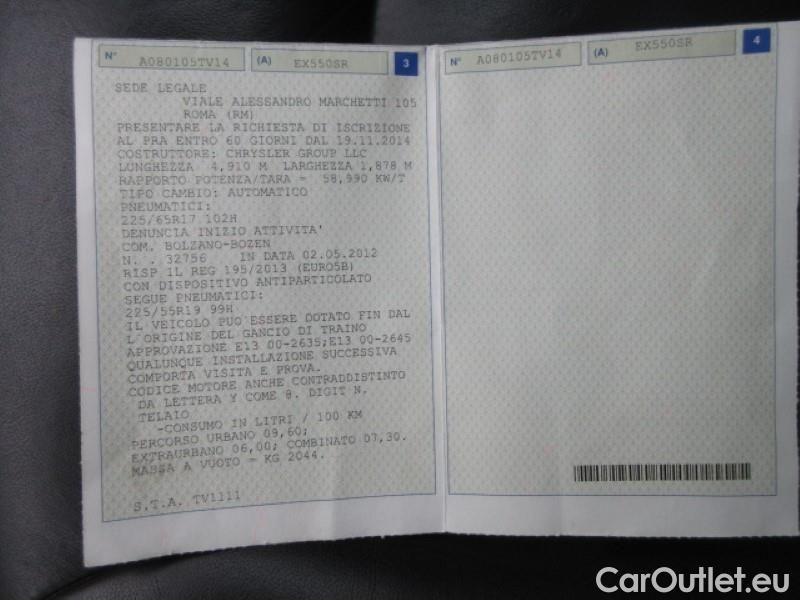 N° A080105TV14 (A) EX550SR 3
SEDE LEGALE
VIALE ALESSANDRO MARCHETTI 105
ROMA (RM)
PRESENTARE LA RICHIESTA DI ISCRIZIONE
AL PRA ENTRO 60 GIORNI DAL 19.11.2014
COSTRUTTORE: CHRYSLER GROUP LLC
LUNGHEZZA 4,910 M LARGHEZZA 1,878 M
RAPPORTO POTENZA/TARA = 58,990 KW/T
TIPO CAMBIO: AUTOMATICO
PNEUMATICI:
225/65R17 102H
DENUNCIA INIZIO ATTIVITA'
COM. BOLZANO-BOZEN
N. . 32756 IN DATA 02.05.2012
RISP IL REG 195/2013 (EURO5B)
CON DISPOSITIVO ANTIPARTICOLATO
SEGUE PNEUMATICI:
225/55R19 99H
IL VEICOLO PUO'ESSERE DOTATO FIN DAL
L'ORIGINE DEL GANCIO DI TRAINO
APPROVAZIONE E13 00-2635;E13 00-2645
QUALUNQUE INSTALLAZIONE SUCCESSIVA
COMPORTA VISITA E PROVA.
CODICE MOTORE ANCHE CONTRADDISTINTO
DA LETTERA Y COME 8. DIGIT N.
TELAIO
-CONSUMO IN LITRI / 100 KM
PERCORSO URBANO 09,60;
EXTRAURBANO 06,00; COMBINATO 07,30.
MASSA A VUOTO = KG 2044.
S.T.A. TV1111
N° A080105TV14 (A) EX550SR 4
CarOutlet.eu